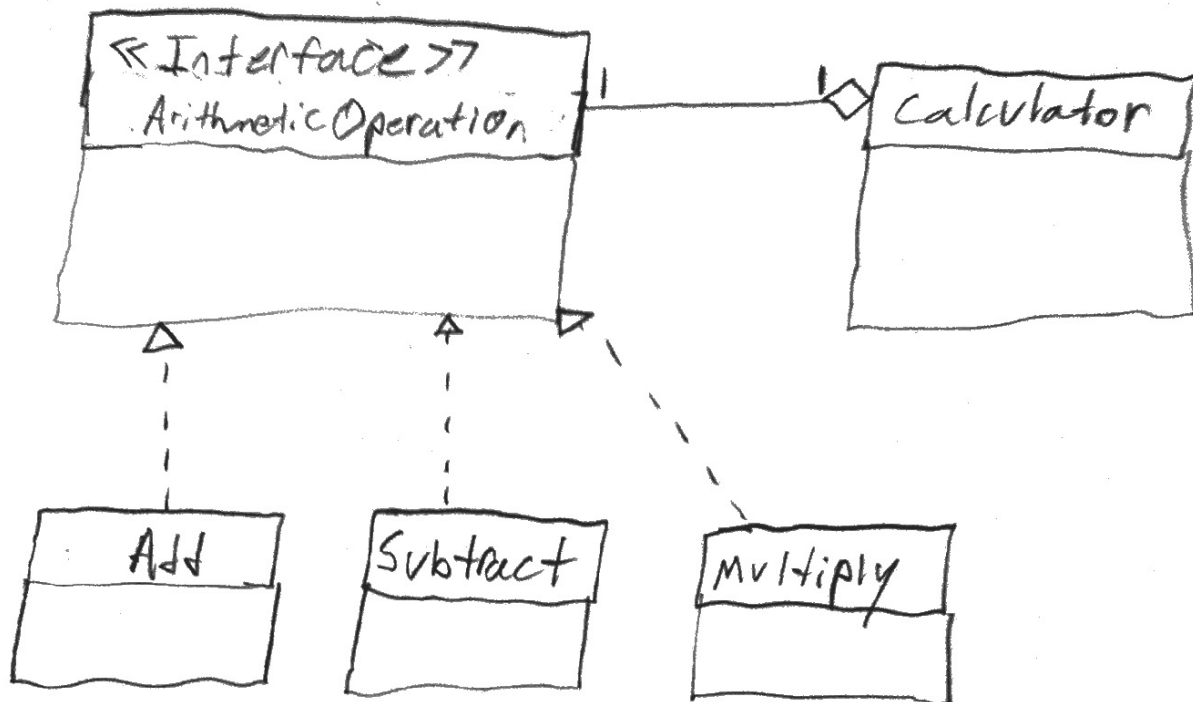 <<Interface>>
ArithmeticOperation
1
1
Calculator
Add
Subtract
Multiply